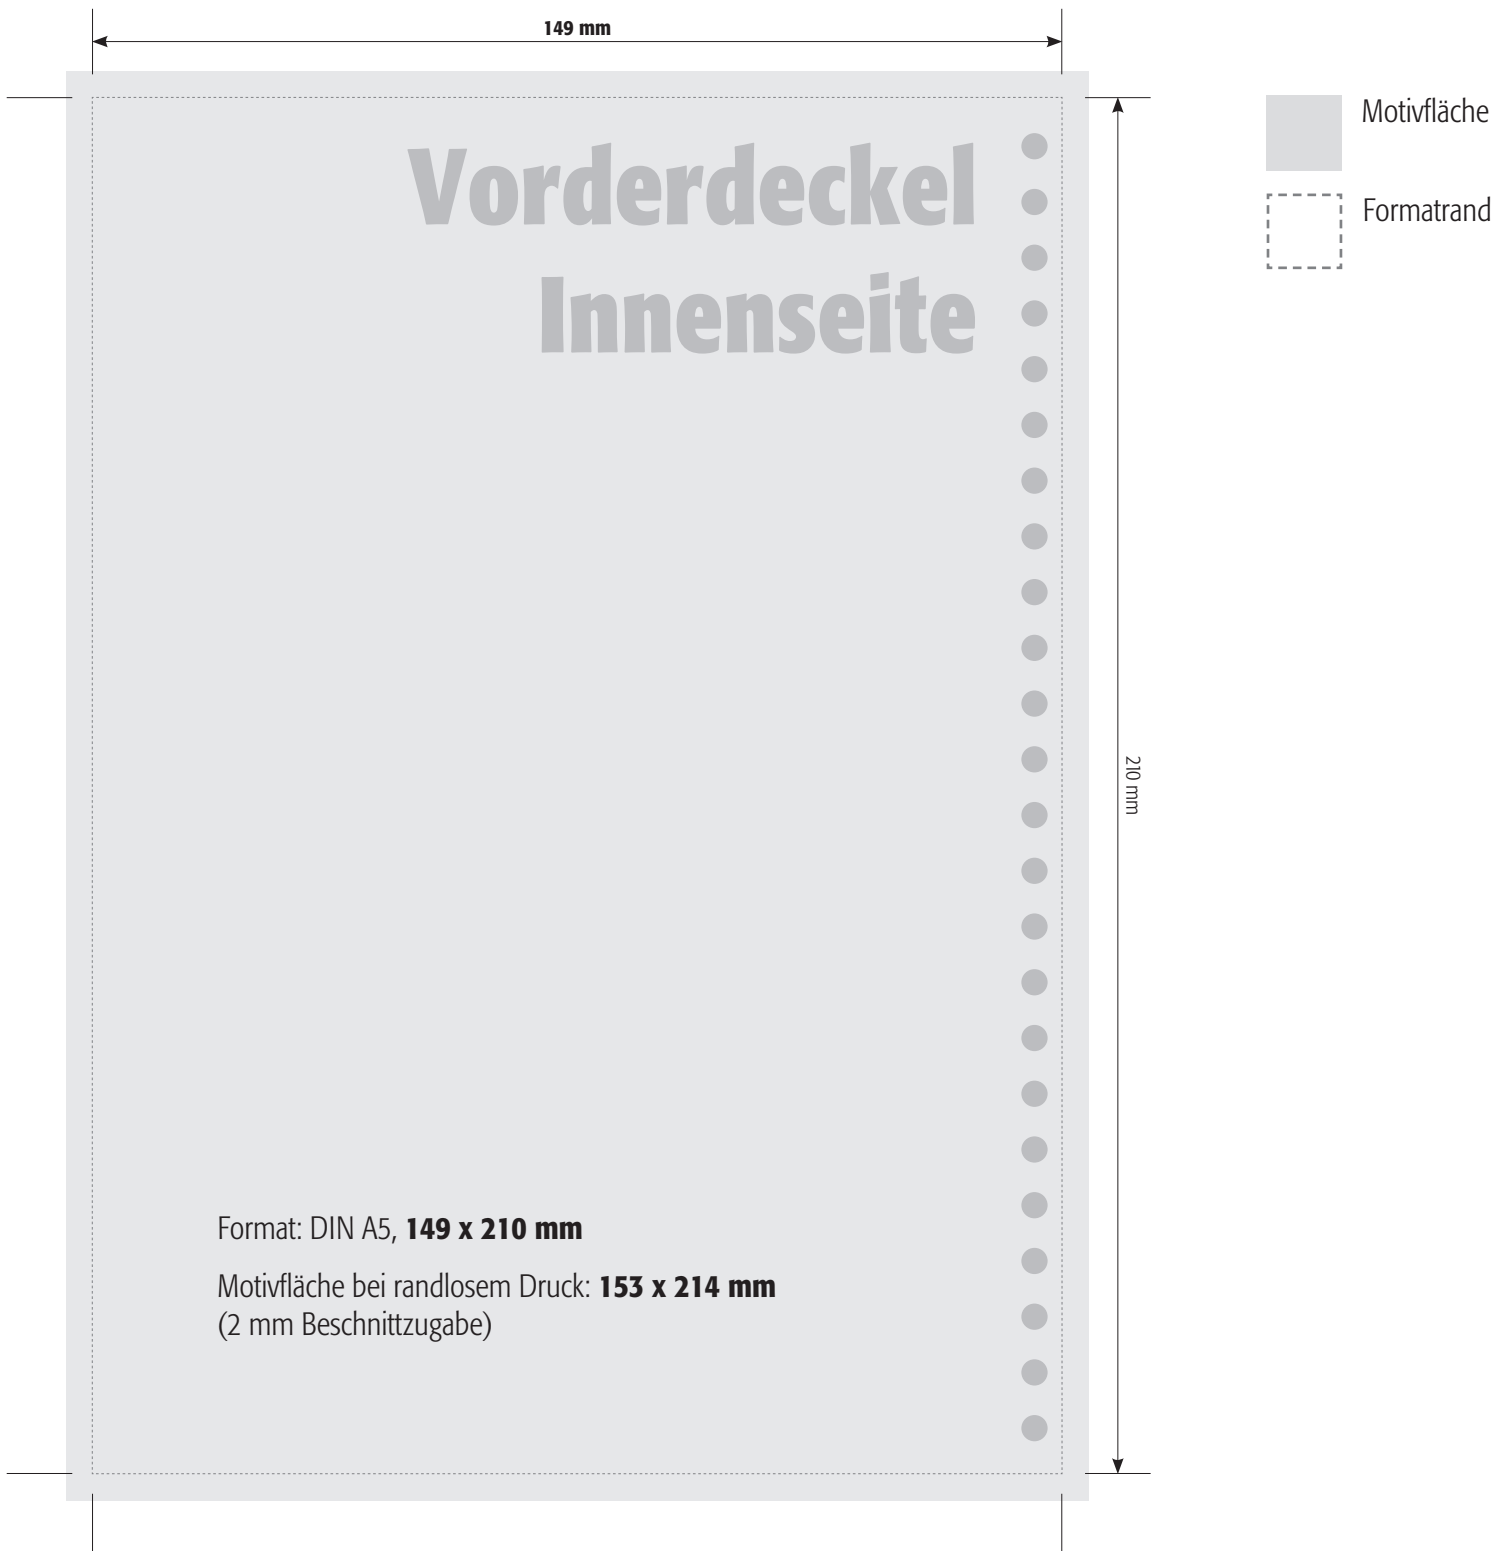 149 mm
Motivfläche
Formatrand
Vorderdeckel
Innenseite
210 mm
Format: DIN A5, 149 x 210 mm
Motivfläche bei randlosem Druck: 153 x 214 mm
(2 mm Beschnittzugabe)